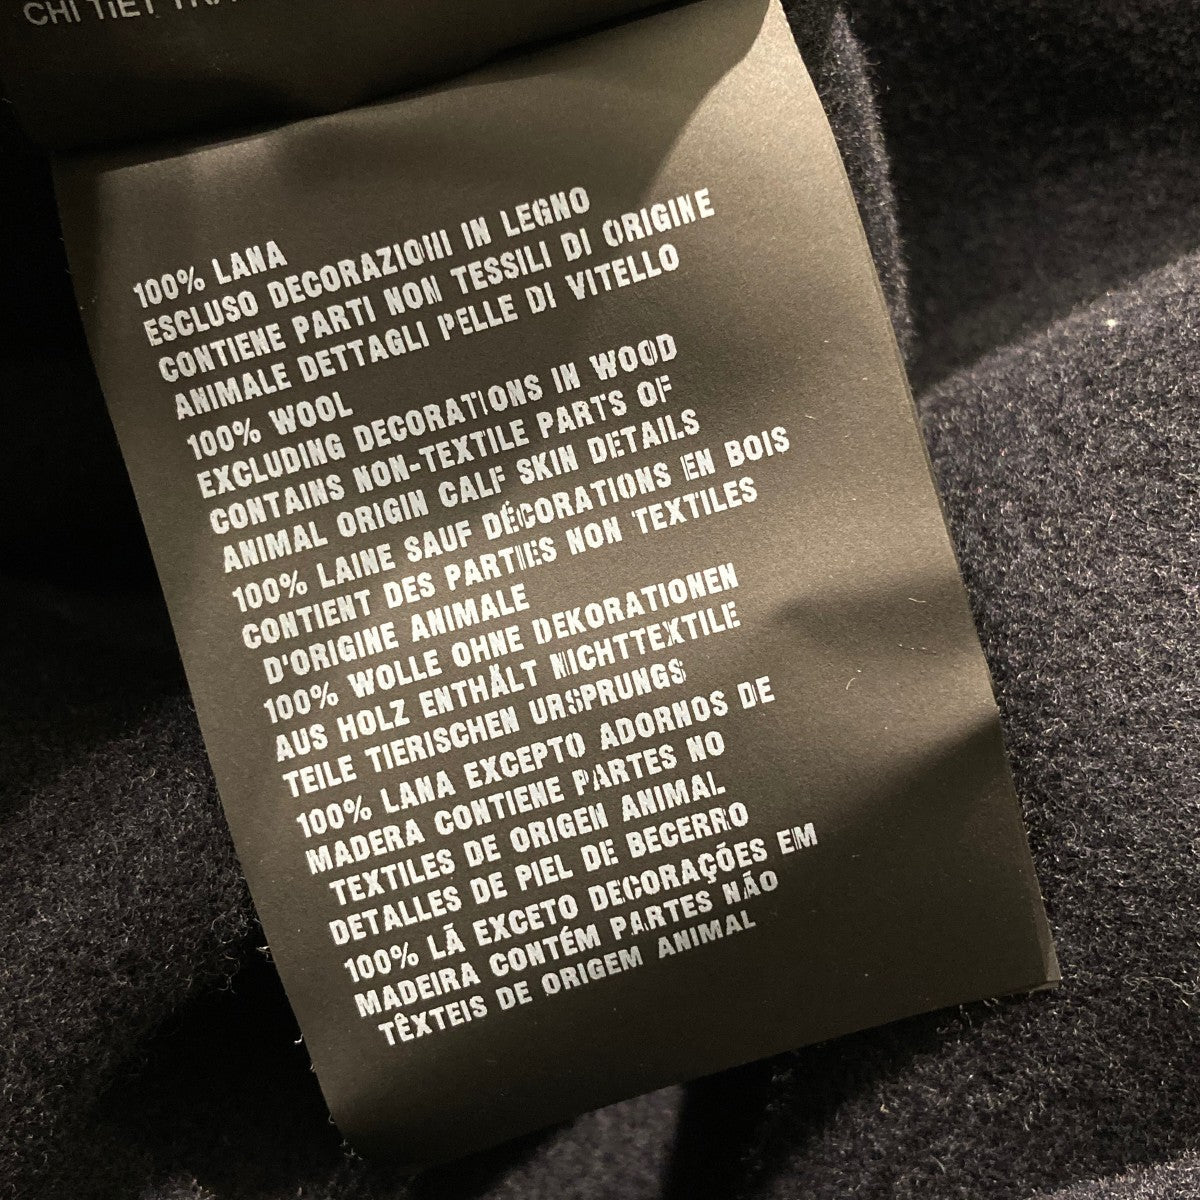 CHI TIẾT
100% LANA
ESCLUSO DECORAZIONI IN LEGNO
CONTIENE PARTI NON TESSILI DI ORIGINE
ANIMALE DETTAGLI PELLE DI VITELLO
100% WOOL
EXCLUDING DECORATIONS IN WOOD
CONTAINS NON-TEXTILE PARTS OF
ANIMAL ORIGIN CALF SKIN DETAILS
100% LAINE SAUF DÉCORATIONS EN BOIS
CONTIENT DES PARTIES NON TEXTILES
D'ORIGINE ANIMALE
100% WOLLE OHNE DEKORATIONEN
AUS HOLZ ENTHÄLT NICHTTEXTILE
TEILE TIERISCHEN URSPRUNGS
100% LANA EXCEPTO ADORNOS DE
MADERA CONTIENE PARTES NO
TEXTILES DE ORIGEN ANIMAL
DETALLES DE PIEL DE BECERRO
100% LÃ EXCETO DECORAÇÕES EM
MADEIRA CONTÉM PARTES NÃO
TÊXTEIS DE ORIGEM ANIMAL